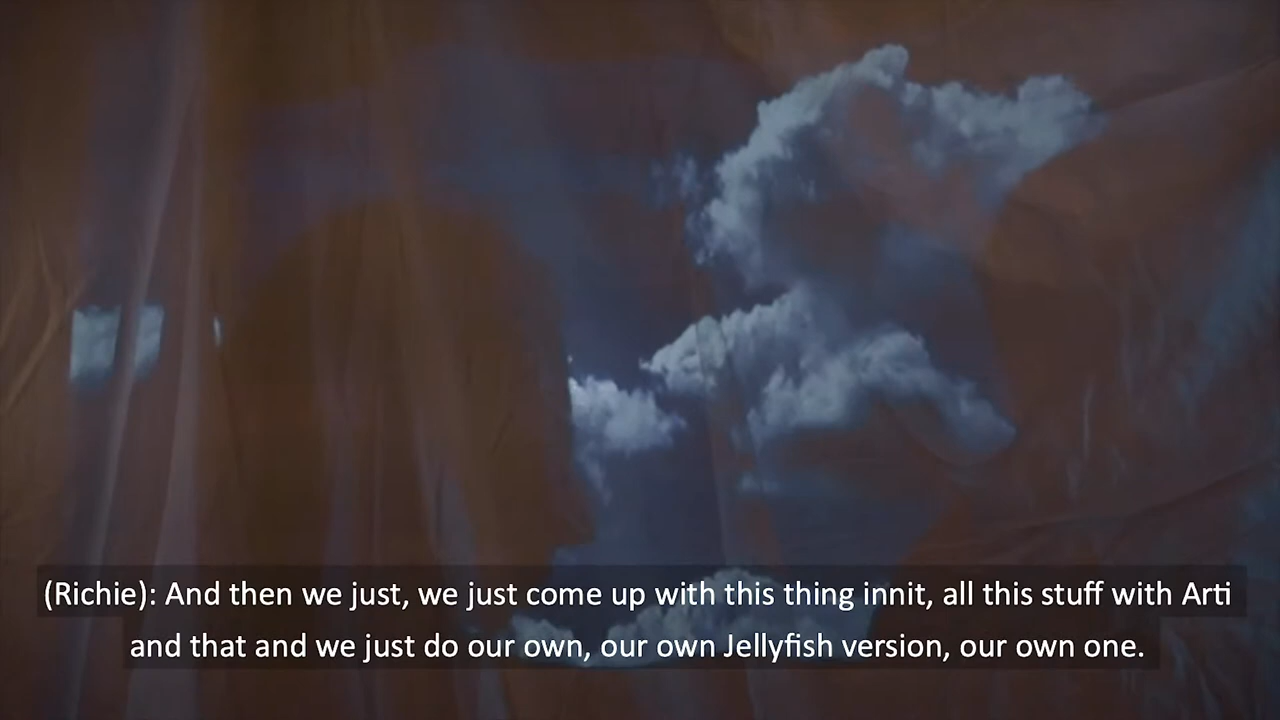 (Richie): And then we just, we just come up with this thing innit, all this stuff with Arti
and that and we just do our own, our own Jellyfish version, our own one.